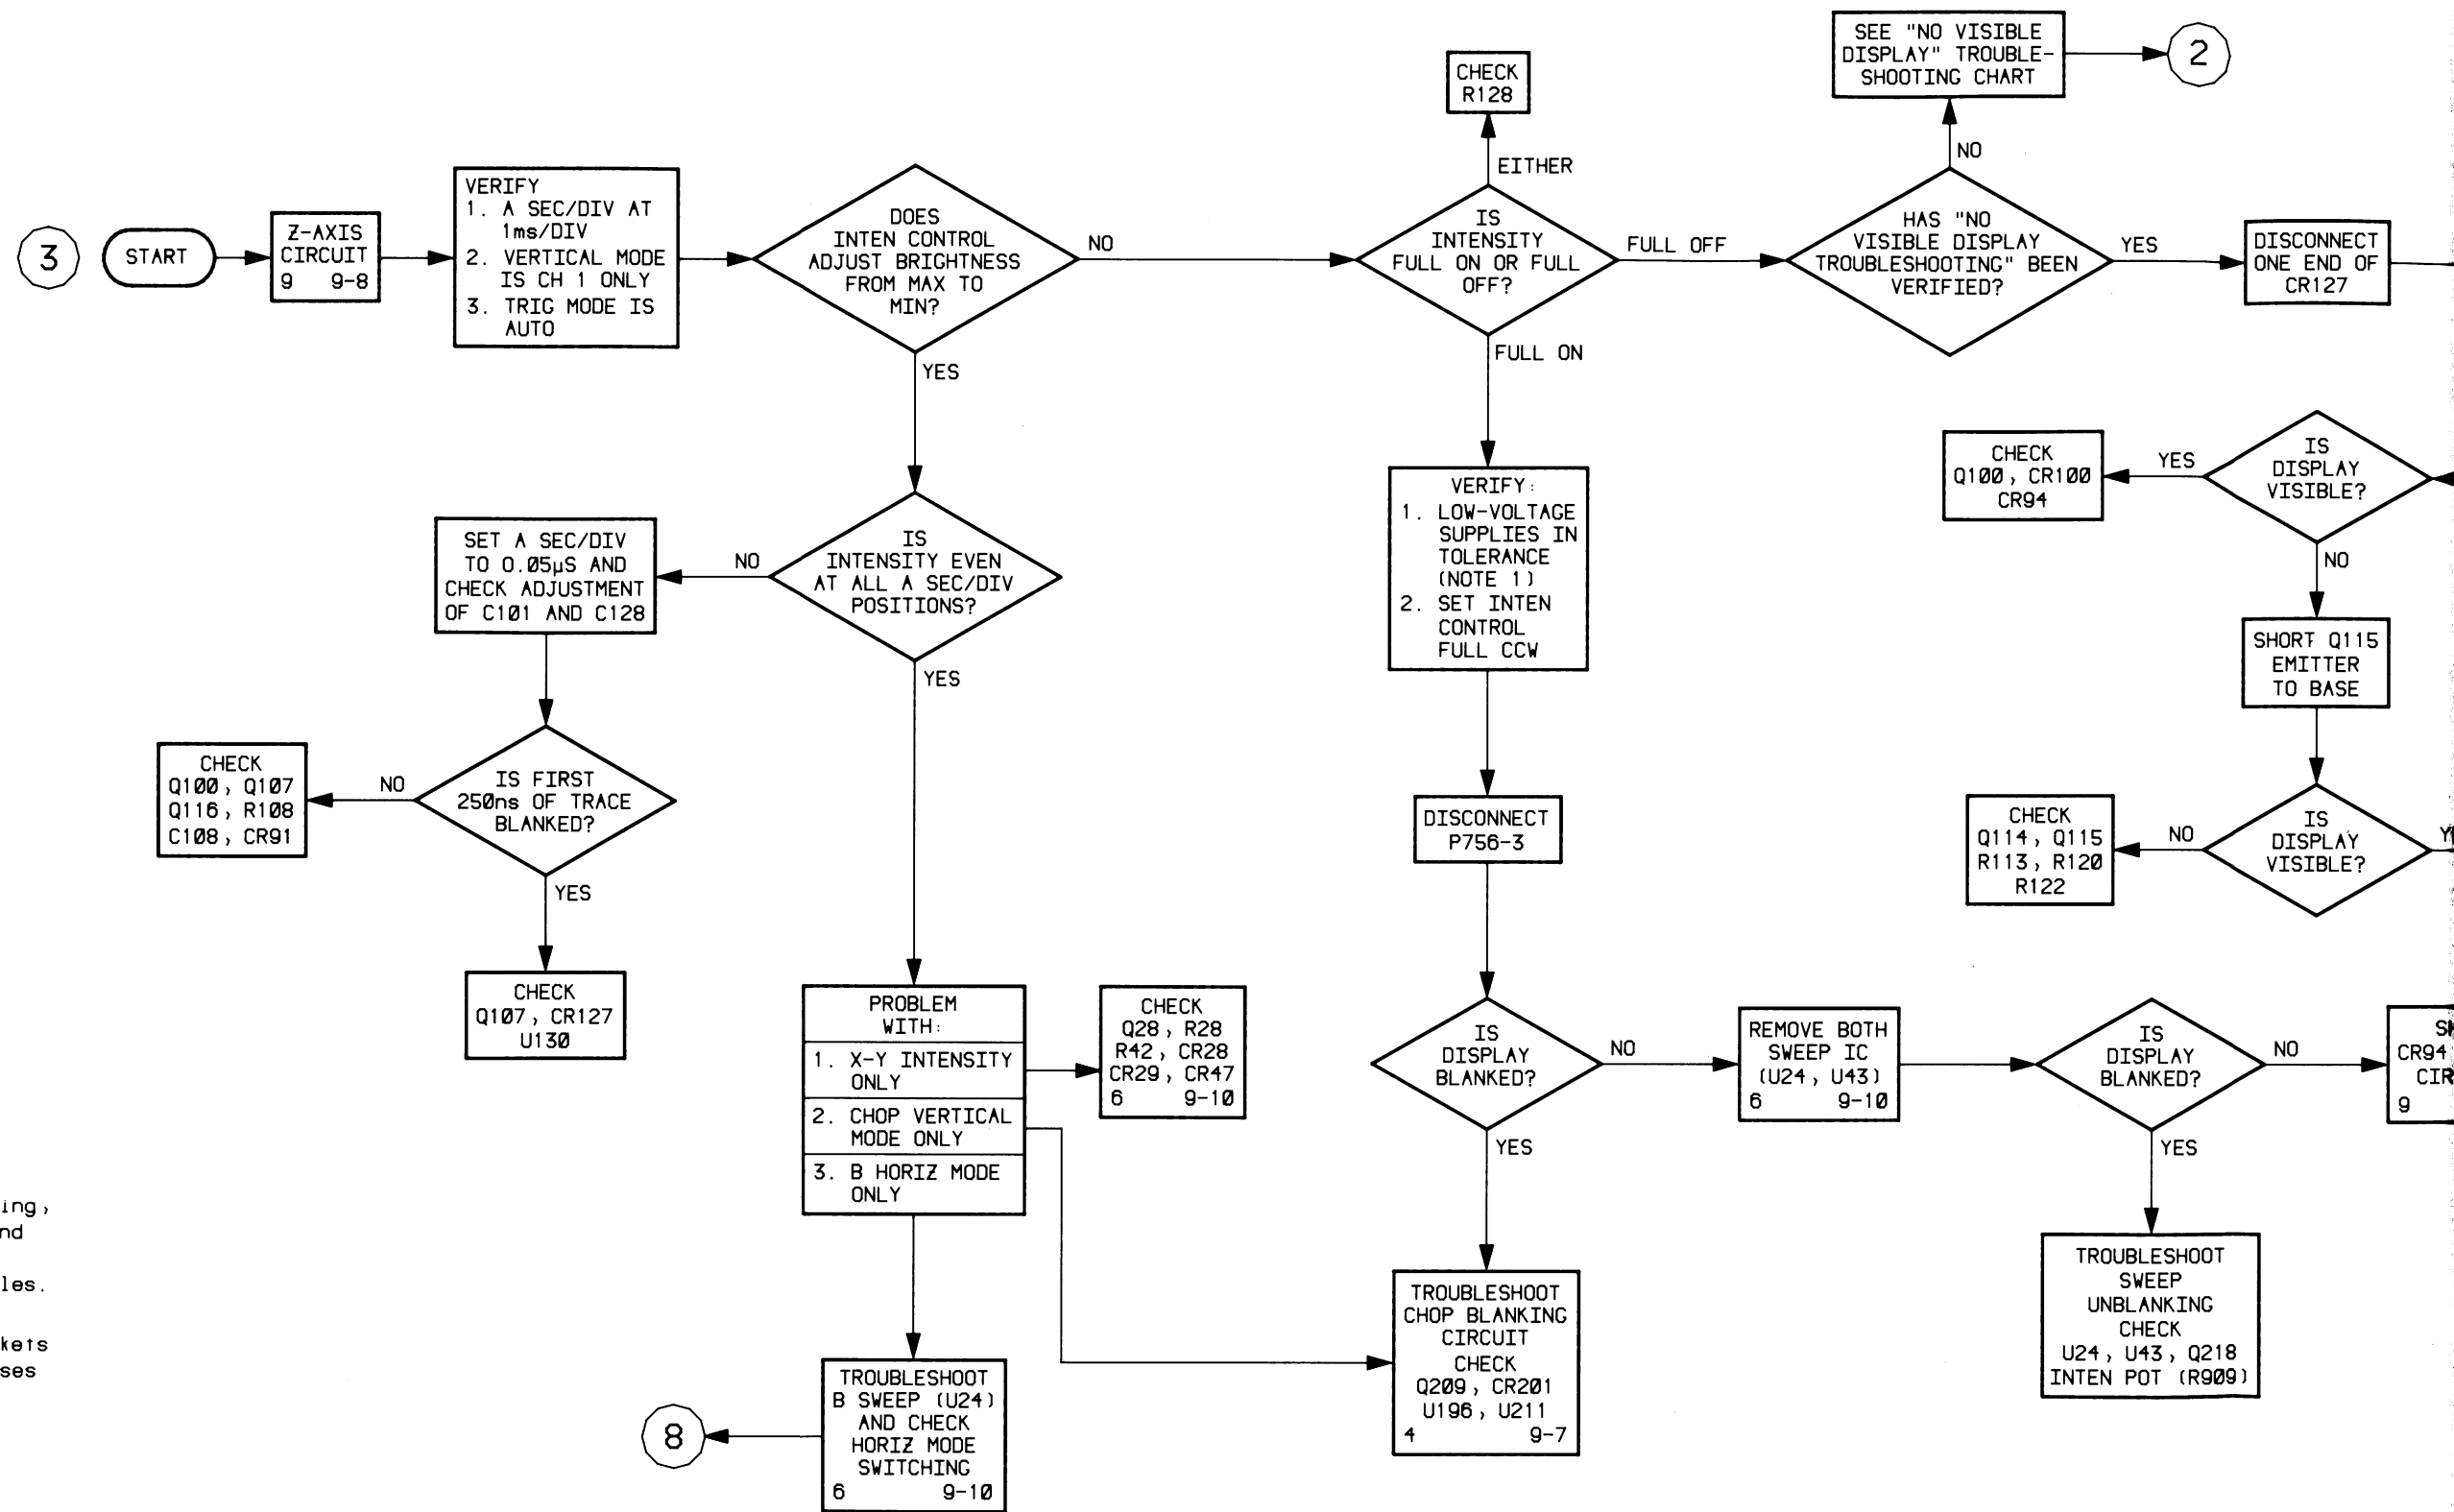 3
START
Z-AXIS
CIRCUIT
9 9-8
VERIFY
1. A SEC/DIV AT
1ms/DIV
2. VERTICAL MODE
IS CH 1 ONLY
3. TRIG MODE IS
AUTO
DOES
INTEN CONTROL
ADJUST BRIGHTNESS
FROM MAX TO
MIN?
NO
YES
CHECK
R128
EITHER
IS
INTENSITY
FULL ON OR FULL
OFF?
FULL OFF
FULL ON
SEE "NO VISIBLE
DISPLAY" TROUBLE-
SHOOTING CHART
2
NO
HAS "NO
VISIBLE DISPLAY
TROUBLESHOOTING" BEEN
VERIFIED?
YES
DISCONNECT
ONE END OF
CR127
IS
DISPLAY
VISIBLE?
YES
CHECK
Q100, CR100
CR94
NO
SHORT Q115
EMITTER
TO BASE
IS
DISPLAY
VISIBLE?
NO
CHECK
Q114, Q115
R113, R120
R122
IS
INTENSITY EVEN
AT ALL A SEC/DIV
POSITIONS?
NO
SET A SEC/DIV
TO 0.05µS AND
CHECK ADJUSTMENT
OF C101 AND C128
IS FIRST
250ns OF TRACE
BLANKED?
NO
CHECK
Q100, Q107
Q116, R108
C108, CR91
YES
CHECK
Q107, CR127
U130
YES
PROBLEM
WITH:
1. X-Y INTENSITY
ONLY
2. CHOP VERTICAL
MODE ONLY
3. B HORIZ MODE
ONLY
CHECK
Q28, R28
R42, CR28
CR29, CR47
6 9-10
TROUBLESHOOT
B SWEEP (U24)
AND CHECK
HORIZ MODE
SWITCHING
6 9-10
8
VERIFY:
1. LOW-VOLTAGE
SUPPLIES IN
TOLERANCE
(NOTE 1)
2. SET INTEN
CONTROL
FULL CCW
DISCONNECT
P756-3
IS
DISPLAY
BLANKED?
NO
YES
TROUBLESHOOT
CHOP BLANKING
CIRCUIT
CHECK
Q209, CR201
U196, U211
4 9-7
REMOVE BOTH
SWEEP IC
(U24, U43)
6 9-10
IS
DISPLAY
BLANKED?
NO
YES
TROUBLESHOOT
SWEEP
UNBLANKING
CHECK
U24, U43, Q218
INTEN POT (R909)
CR94
9
ing,
nd
les.
kets
ses